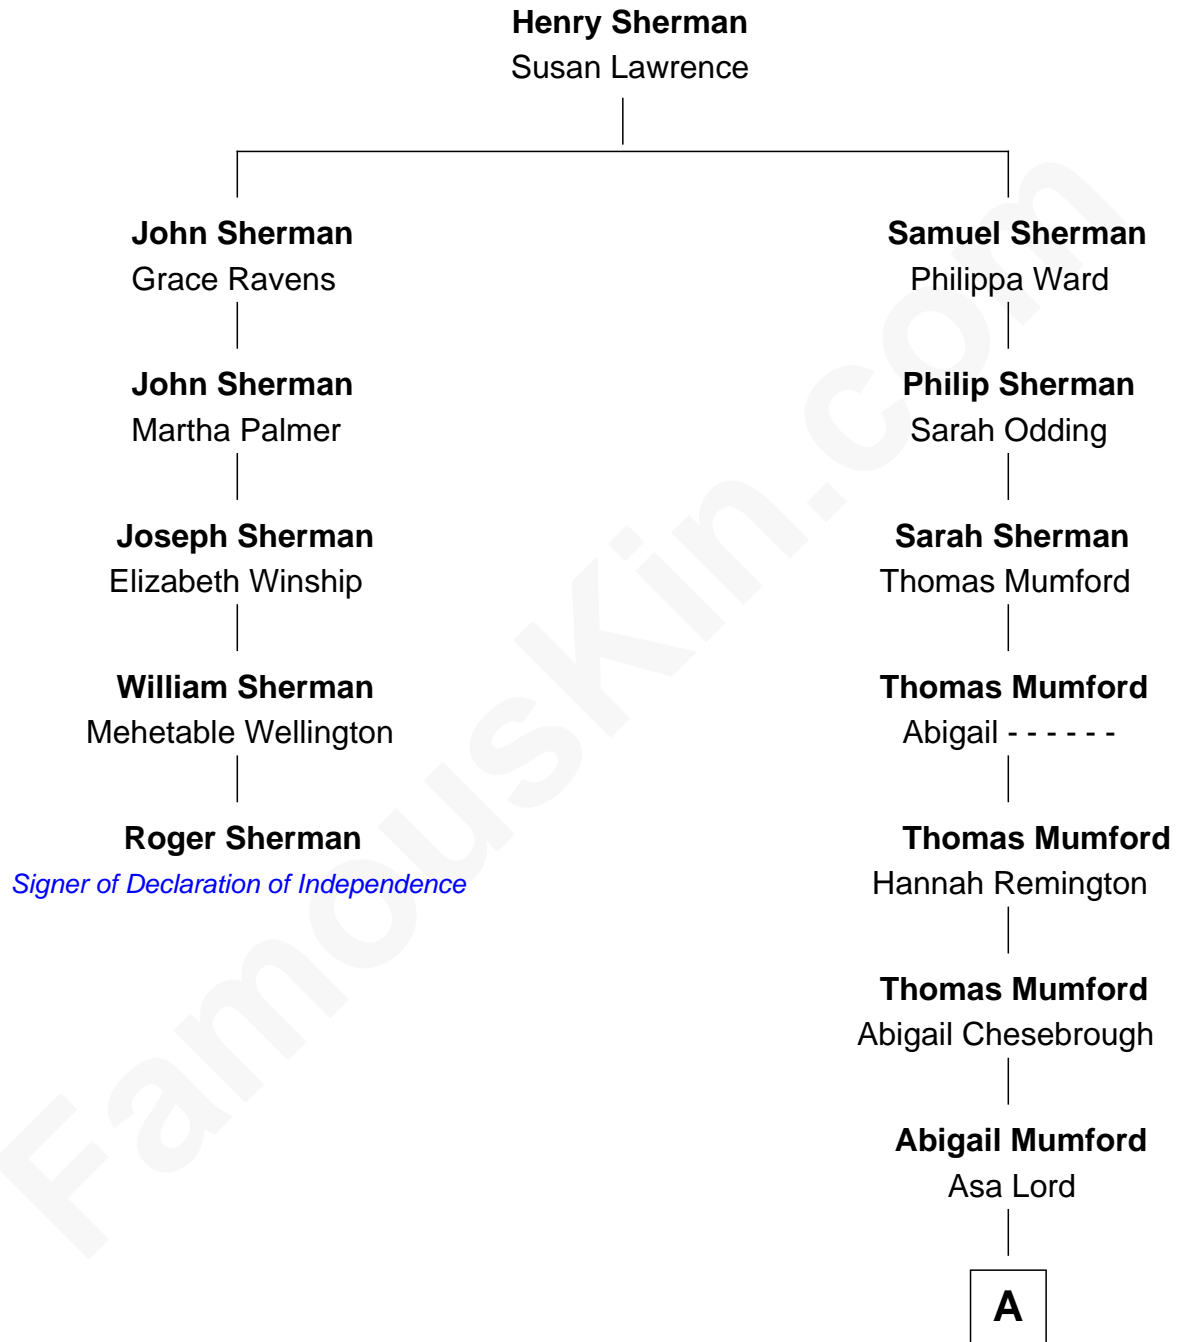 Henry Sherman
Susan Lawrence
John Sherman
Grace Ravens
John Sherman
Martha Palmer
Joseph Sherman
Elizabeth Winship
William Sherman
Mehetable Wellington
Roger Sherman
Signer of Declaration of Independence
Samuel Sherman
Philippa Ward
Philip Sherman
Sarah Odding
Sarah Sherman
Thomas Mumford
Thomas Mumford
Abigail - - - - - -
Thomas Mumford
Hannah Remington
Thomas Mumford
Abigail Chesebrough
Abigail Mumford
Asa Lord
A
FamousKin.com